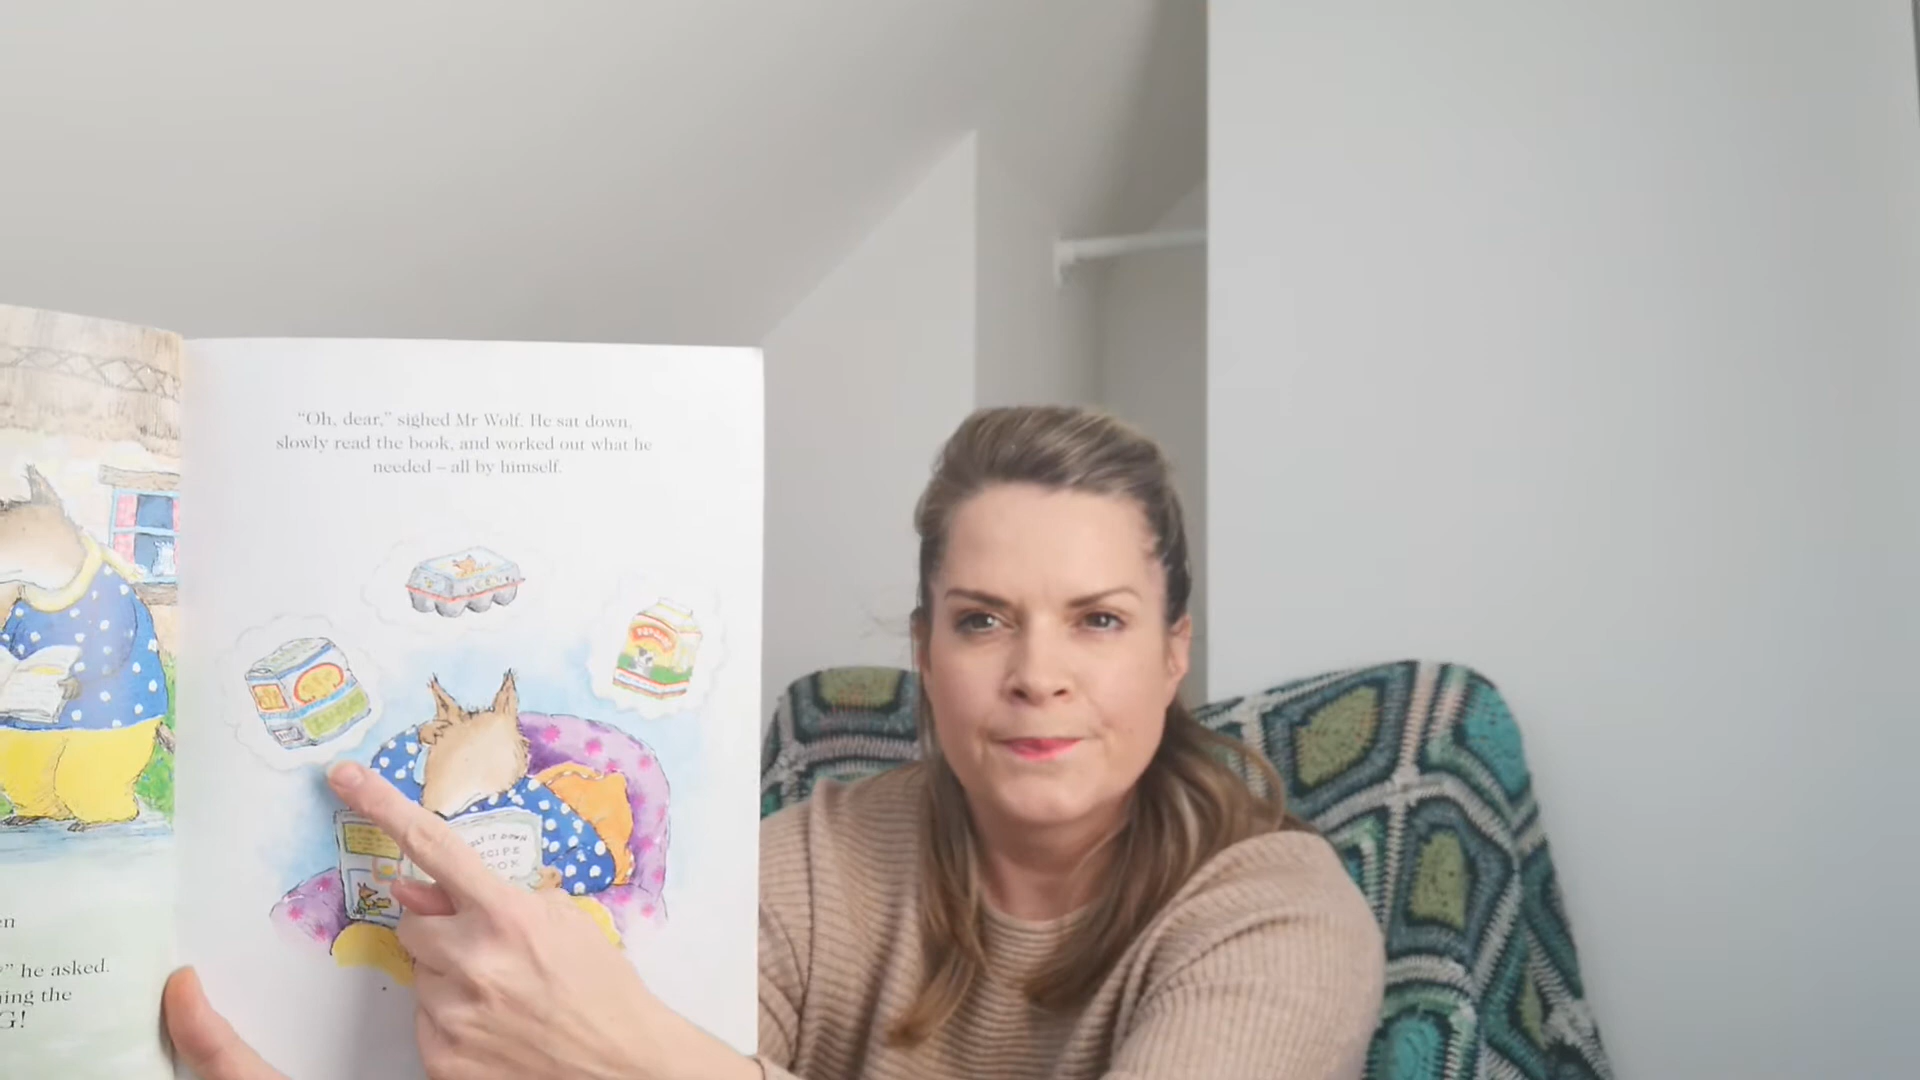 "Oh, dear," sighed Mr Wolf. He sat down,
slowly read the book, and worked out what he
needed – all by himself.
RECIPE
" he asked.
the
G!